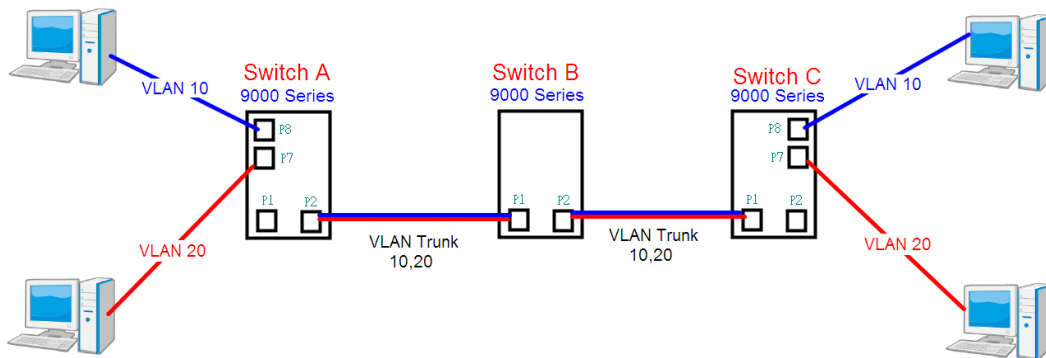 Switch A
9000 Series
Switch B
9000 Series
Switch C
9000 Series
VLAN 10
VLAN 10
P8
P7
P8
P7
P1
P2
P1
P2
P1
P2
VLAN 20
VLAN Trunk
10,20
VLAN Trunk
10,20
VLAN 20